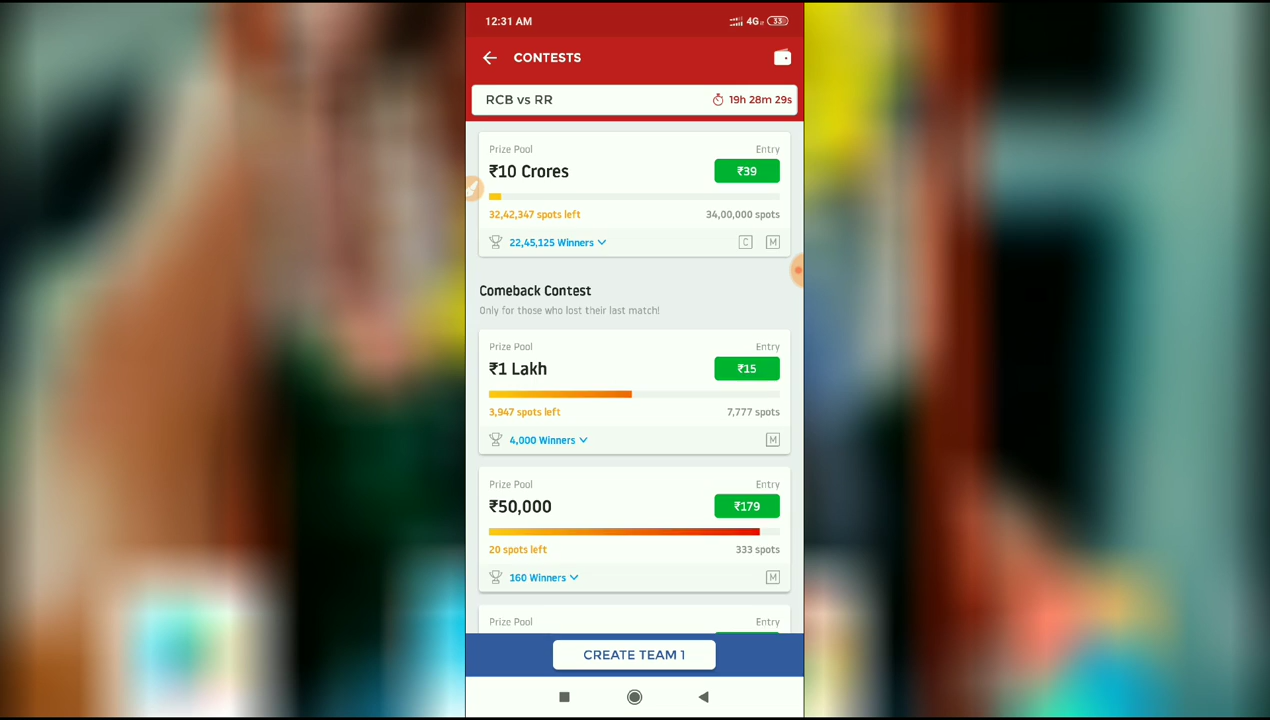 12:31 AM 4G 33
CONTESTS
RCB vs RR 19h 28m 29s
Prize Pool Entry
₹10 Crores ₹39
32,42,347 spots left 34,00,000 spots
22,45,125 Winners C M
Comeback Contest
Only for those who lost their last match!
Prize Pool Entry
₹1 Lakh ₹15
3,947 spots left 7,777 spots
4,000 Winners M
Prize Pool Entry
₹50,000 ₹179
20 spots left 333 spots
160 Winners M
Prize Pool Entry
CREATE TEAM 1